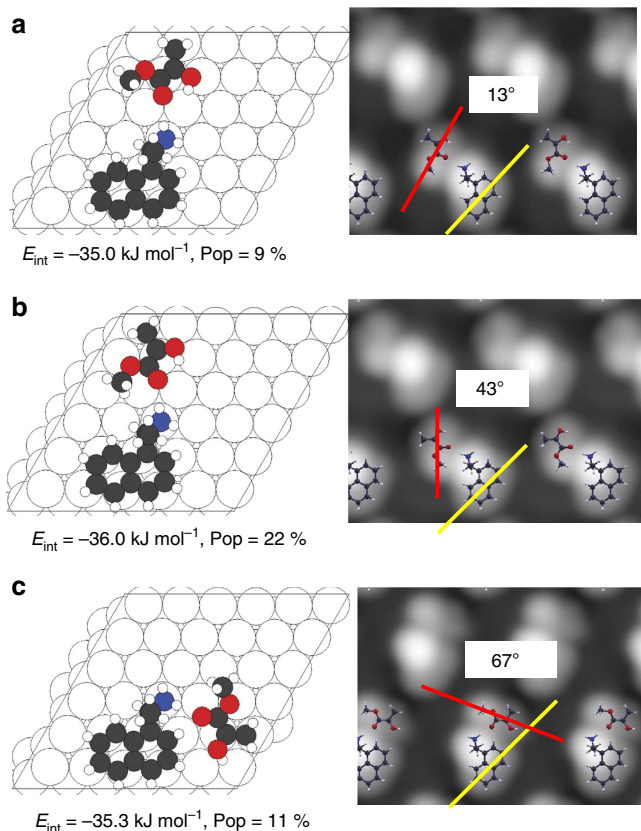 a
13°
E_int = –35.0 kJ mol⁻¹, Pop = 9 %
b
43°
E_int = –36.0 kJ mol⁻¹, Pop = 22 %
c
67°
E_int = –35.3 kJ mol⁻¹, Pop = 11 %